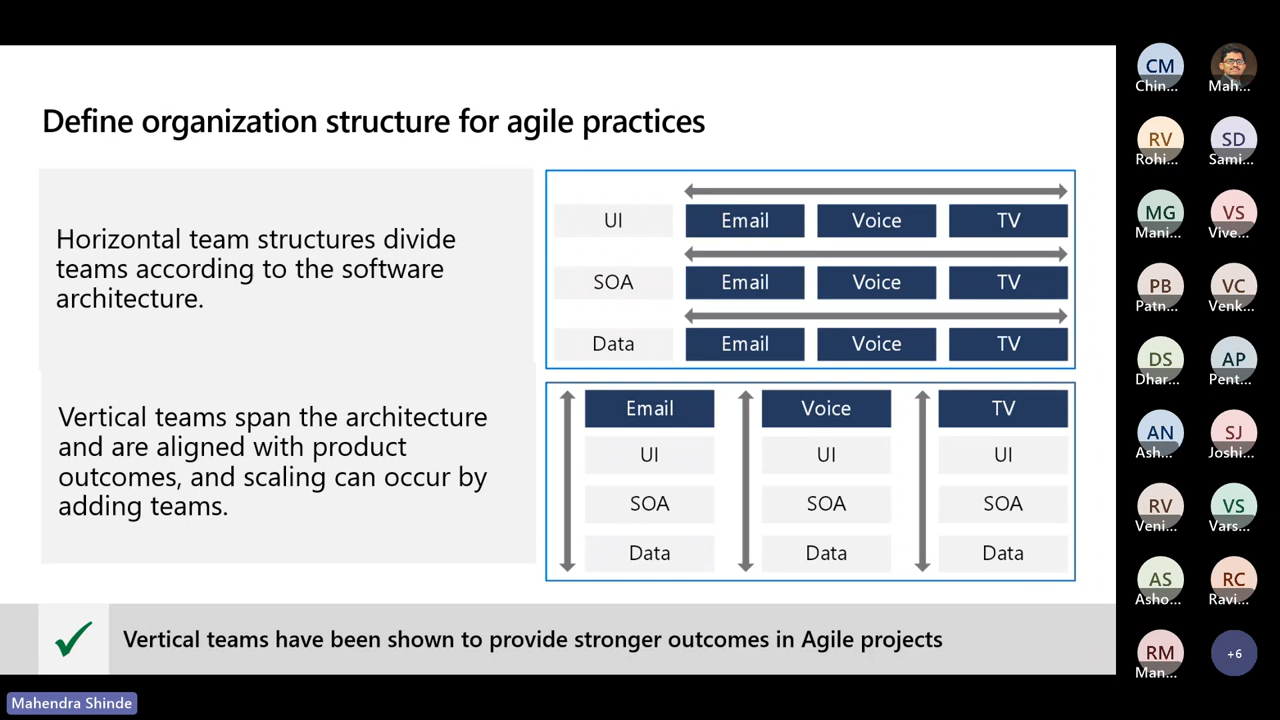 Define organization structure for agile practices
Horizontal team structures divide
teams according to the software
architecture.
UI Email Voice TV
SOA Email Voice TV
Data Email Voice TV
Vertical teams span the architecture
and are aligned with product
outcomes, and scaling can occur by
adding teams.
Email Voice TV
UI UI UI
SOA SOA SOA
Data Data Data
Vertical teams have been shown to provide stronger outcomes in Agile projects
Mahendra Shinde
CM
Chin...
Mah...
RV SD
Rohi... Sami...
MG VS
Mani... Vive...
PB VC
Patn... Venk...
DS AP
Dhar... Pent...
AN SJ
Ash... Joshi...
RV VS
Veni... Vars...
AS RC
Asho... Ravi...
RM +6
Man...